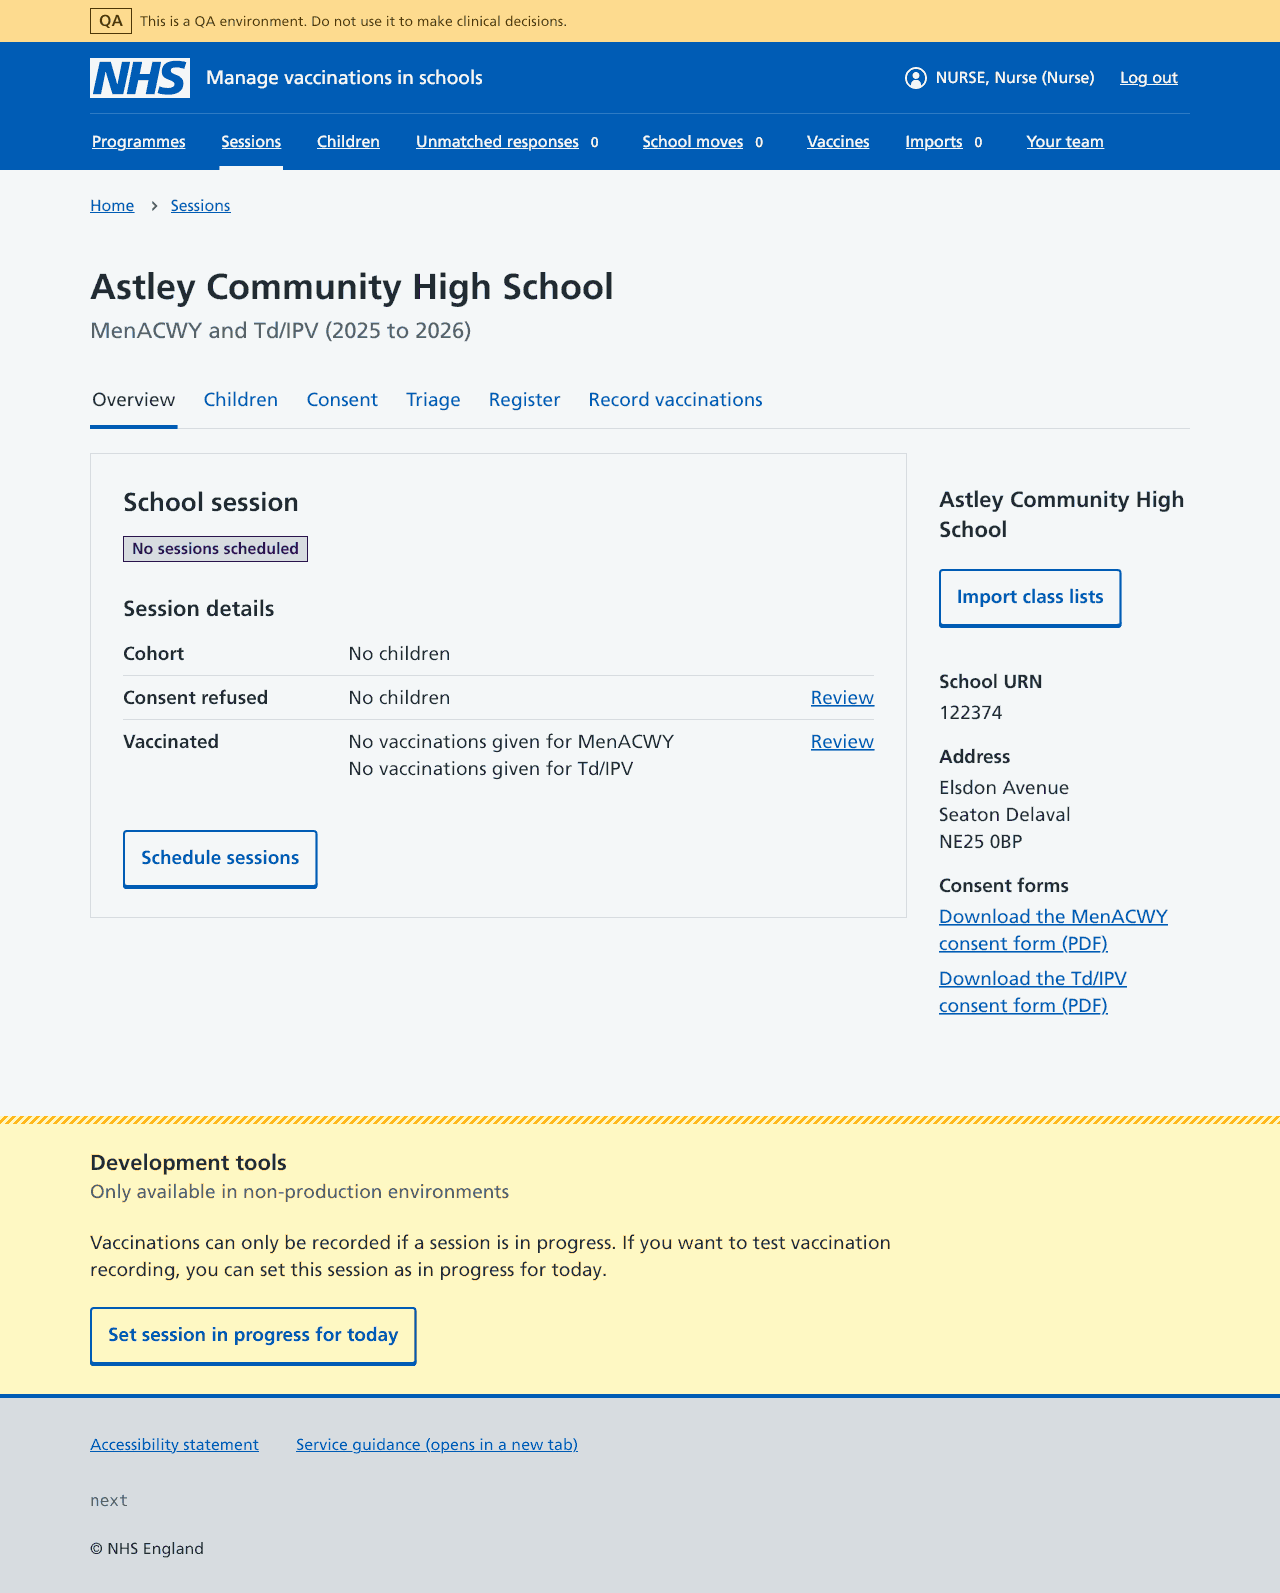 QA This is a QA environment. Do not use it to make clinical decisions.
NHS Manage vaccinations in schools NURSE, Nurse (Nurse) Log out
Programmes Sessions Children Unmatched responses 0 School moves 0 Vaccines Imports 0 Your team
Home Sessions
Astley Community High School
MenACWY and Td/IPV (2025 to 2026)
Overview Children Consent Triage Register Record vaccinations
School session
No sessions scheduled
Session details
Cohort No children
Consent refused No children Review
Vaccinated No vaccinations given for MenACWY Review
No vaccinations given for Td/IPV
Schedule sessions
Astley Community High
School
Import class lists
School URN
122374
Address
Elsdon Avenue
Seaton Delaval
NE25 0BP
Consent forms
Download the MenACWY
consent form (PDF)
Download the Td/IPV
consent form (PDF)
Development tools
Only available in non-production environments
Vaccinations can only be recorded if a session is in progress. If you want to test vaccination
recording, you can set this session as in progress for today.
Set session in progress for today
Accessibility statement Service guidance (opens in a new tab)
next
© NHS England